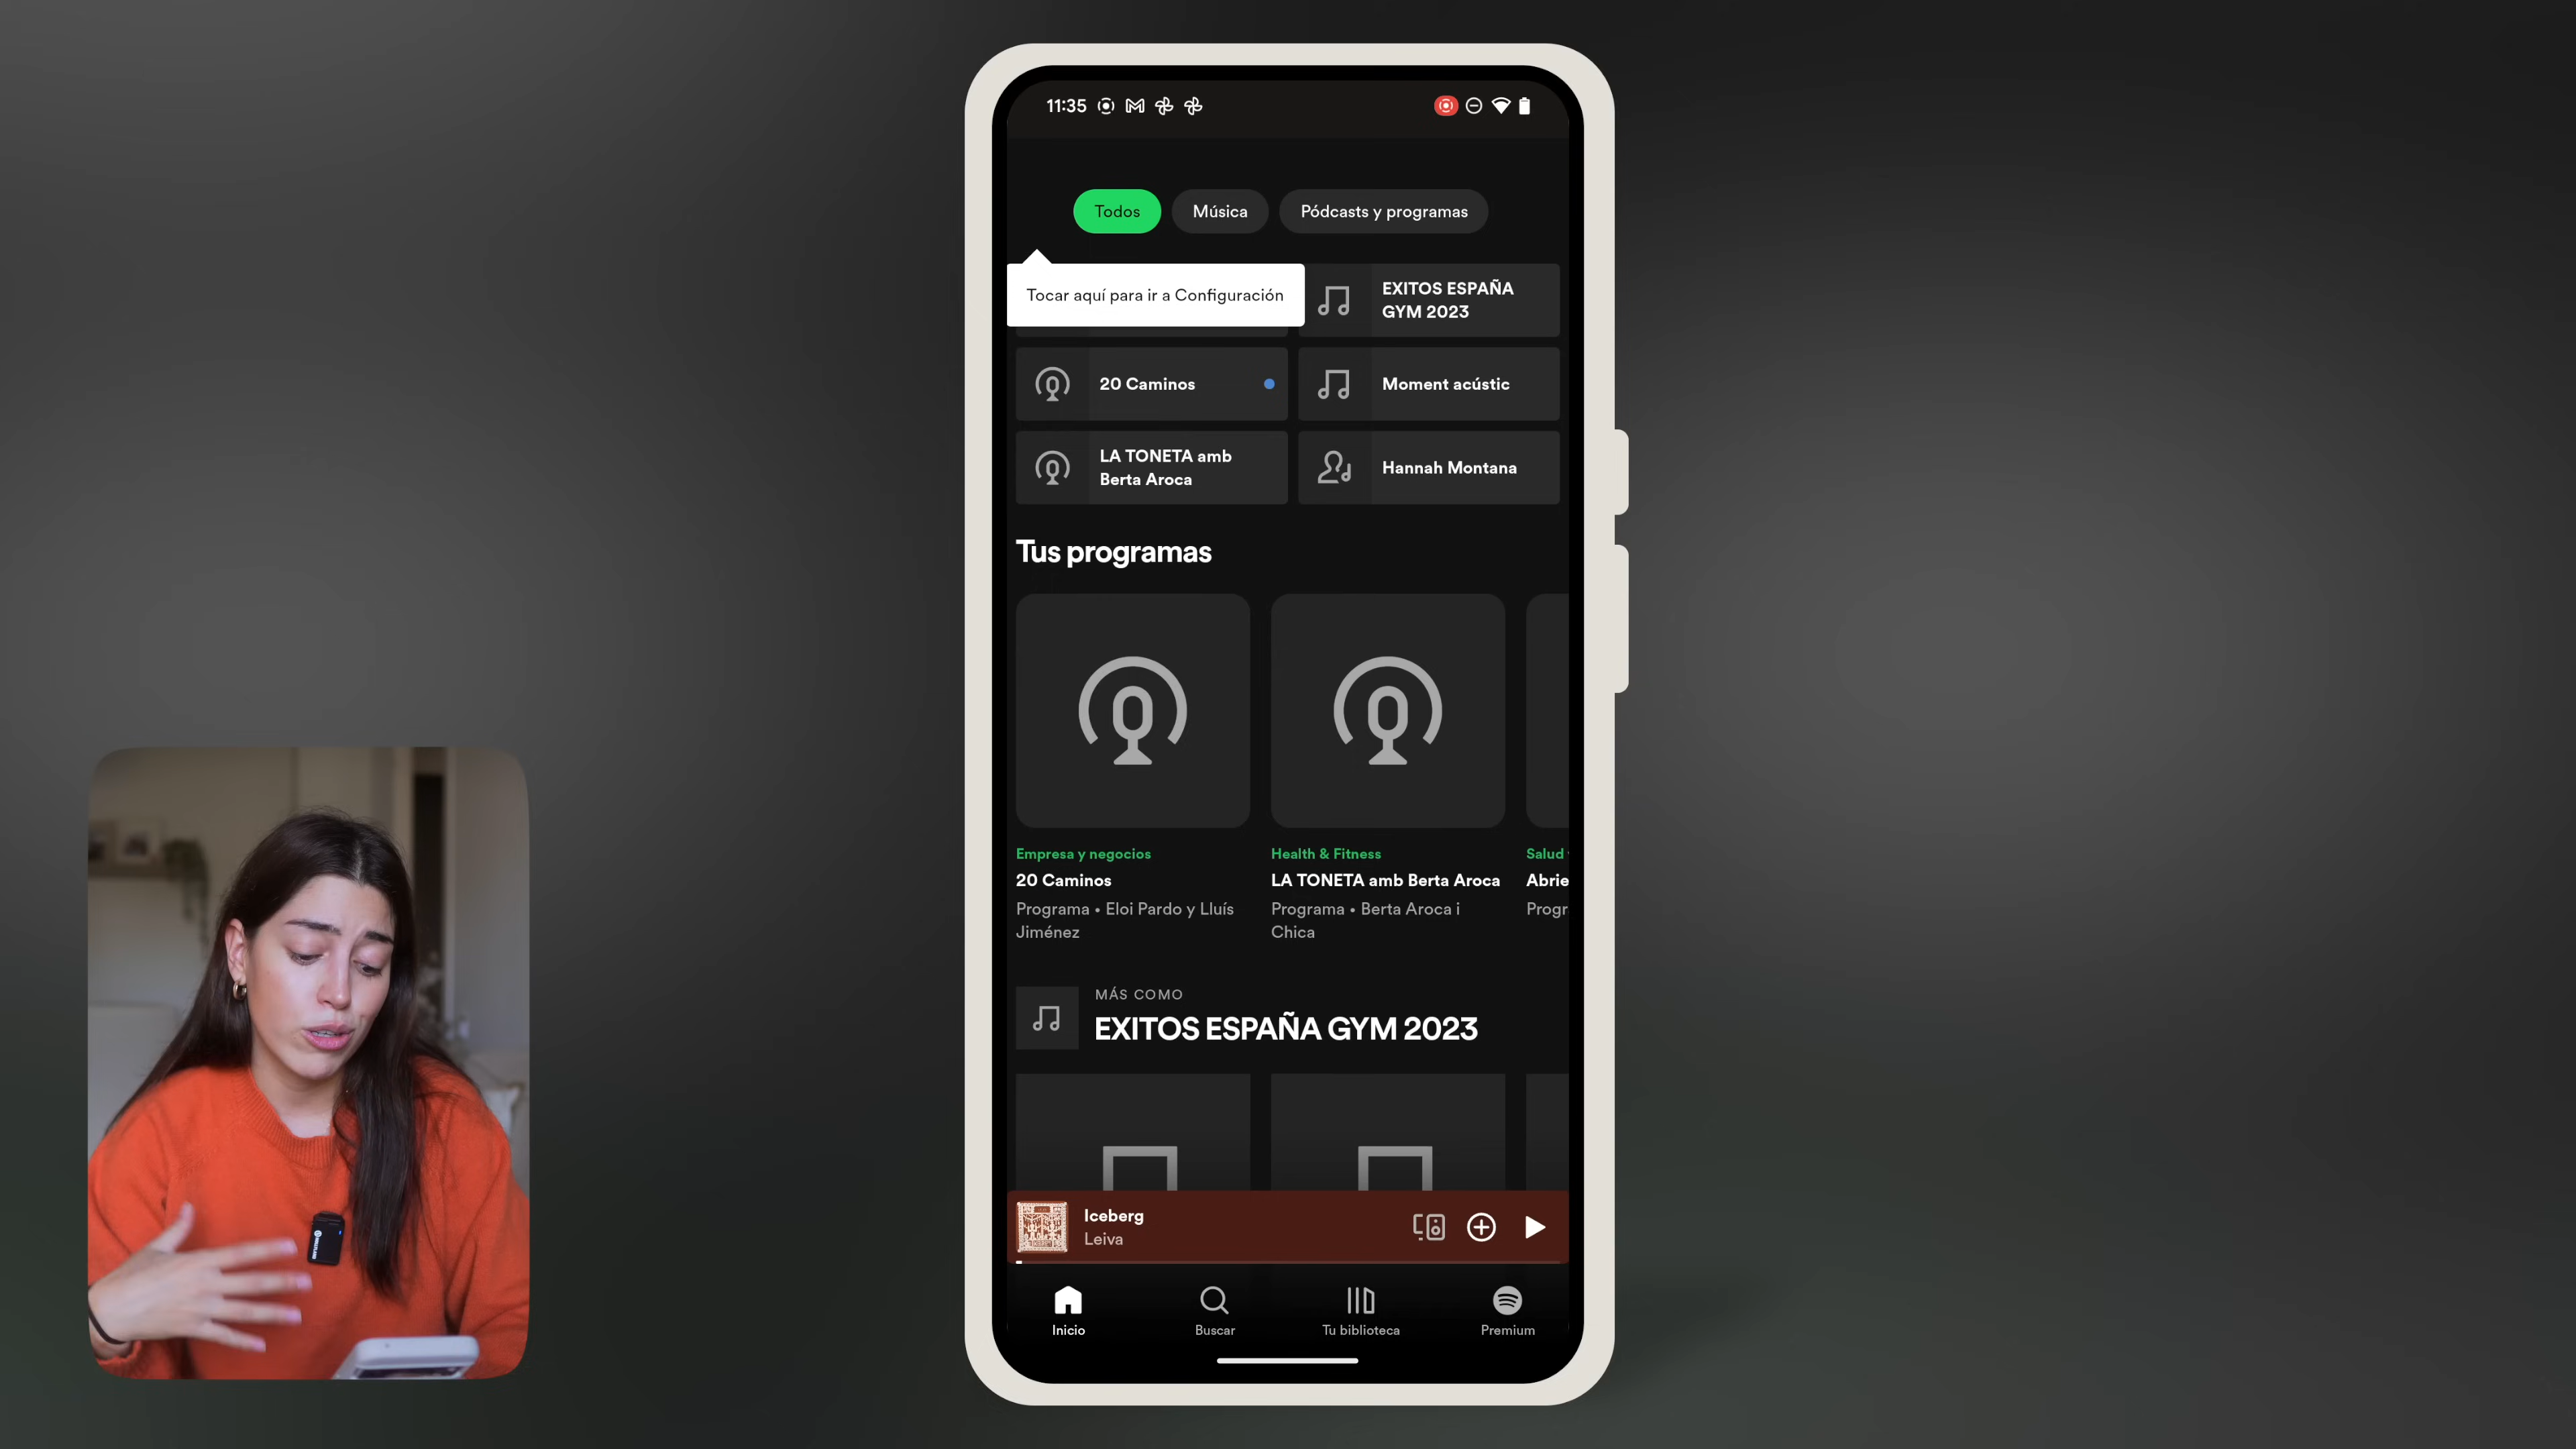 11:35
Todos
Música
Pódcasts y programas
Tocar aquí para ir a Configuración
EXITOS ESPAÑA
GYM 2023
20 Caminos
Moment acústic
LA TONETA amb
Berta Aroca
Hannah Montana
Tus programas
Empresa y negocios
20 Caminos
Programa • Eloi Pardo y Lluís
Jiménez
Health & Fitness
LA TONETA amb Berta Aroca
Programa • Berta Aroca i
Chica
Salud
Abrie
Progr
MÁS COMO
EXITOS ESPAÑA GYM 2023
Iceberg
Leiva
Inicio
Buscar
Tu biblioteca
Premium